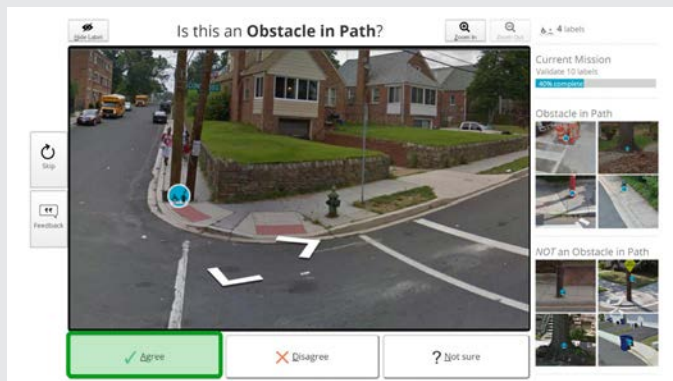 Hide Label
Is this an Obstacle in Path?
Zoom In
Zoom Out
4 labels
Current Mission
Validate 10 labels
40% complete
Obstacle in Path
NOT an Obstacle in Path
Skip
Feedback
Agree
Disagree
? Not sure